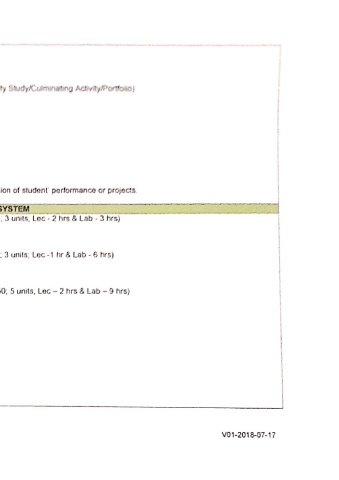 ty Study/Culminating Activity/Portfolio)
ion of student' performance or projects.
SYSTEM
; 3 units, Lec - 2 hrs & Lab - 3 hrs)
; 3 units; Lec -1 hr & Lab - 6 hrs)
50, 5 units, Lec – 2 hrs & Lab – 9 hrs)
V01-2018-07-17